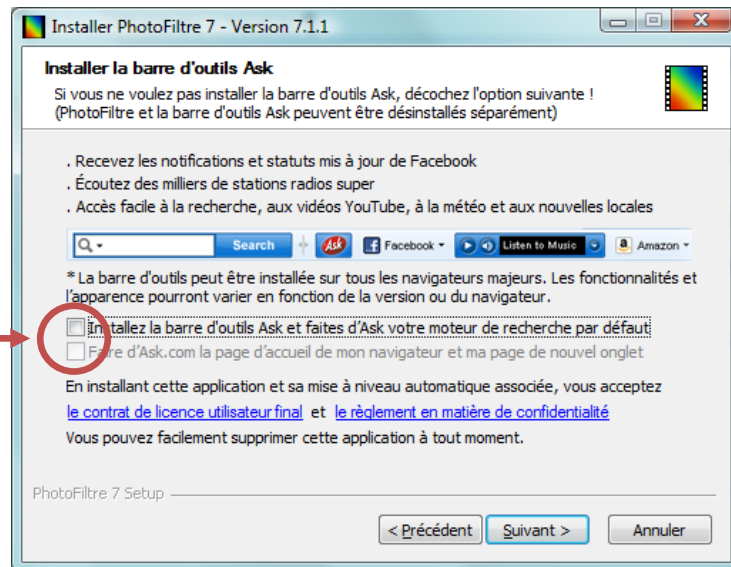 Installer PhotoFiltre 7 - Version 7.1.1
Installer la barre d'outils Ask
Si vous ne voulez pas installer la barre d'outils Ask, décochez l'option suivante !
(PhotoFiltre et la barre d'outils Ask peuvent être désinstallés séparément)
. Recevez les notifications et statuts mis à jour de Facebook
. Écoutez des milliers de stations radios super
. Accès facile à la recherche, aux vidéos YouTube, à la météo et aux nouvelles locales
Search Ask Facebook Listen to Music Amazon
* La barre d'outils peut être installée sur tous les navigateurs majeurs. Les fonctionnalités et
l'apparence pourront varier en fonction de la version ou du navigateur.
Installez la barre d'outils Ask et faites d'Ask votre moteur de recherche par défaut
Faire d'Ask.com la page d'accueil de mon navigateur et ma page de nouvel onglet
En installant cette application et sa mise à niveau automatique associée, vous acceptez
le contrat de licence utilisateur final et le règlement en matière de confidentialité
Vous pouvez facilement supprimer cette application à tout moment.
PhotoFiltre 7 Setup
< Précédent Suivant > Annuler